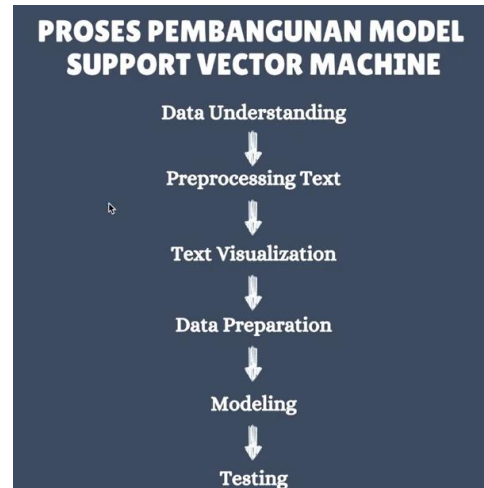 PROSES PEMBANGUNAN MODEL
SUPPORT VECTOR MACHINE
Data Understanding
Preprocessing Text
Text Visualization
Data Preparation
Modeling
Testing